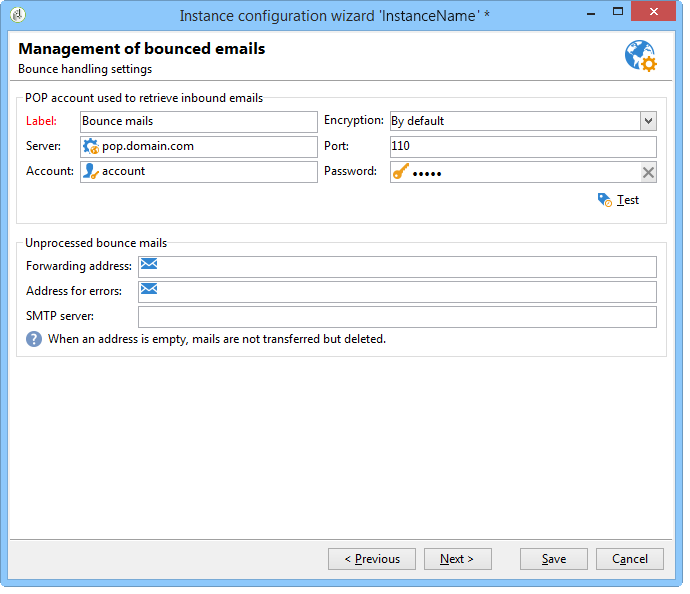 Instance configuration wizard 'InstanceName' *
Management of bounced emails
Bounce handling settings
POP account used to retrieve inbound emails
Label: Bounce mails Encryption: By default
Server: pop.domain.com Port: 110
Account: account Password: •••••
Test
Unprocessed bounce mails
Forwarding address:
Address for errors:
SMTP server:
? When an address is empty, mails are not transferred but deleted.
< Previous Next > Save Cancel